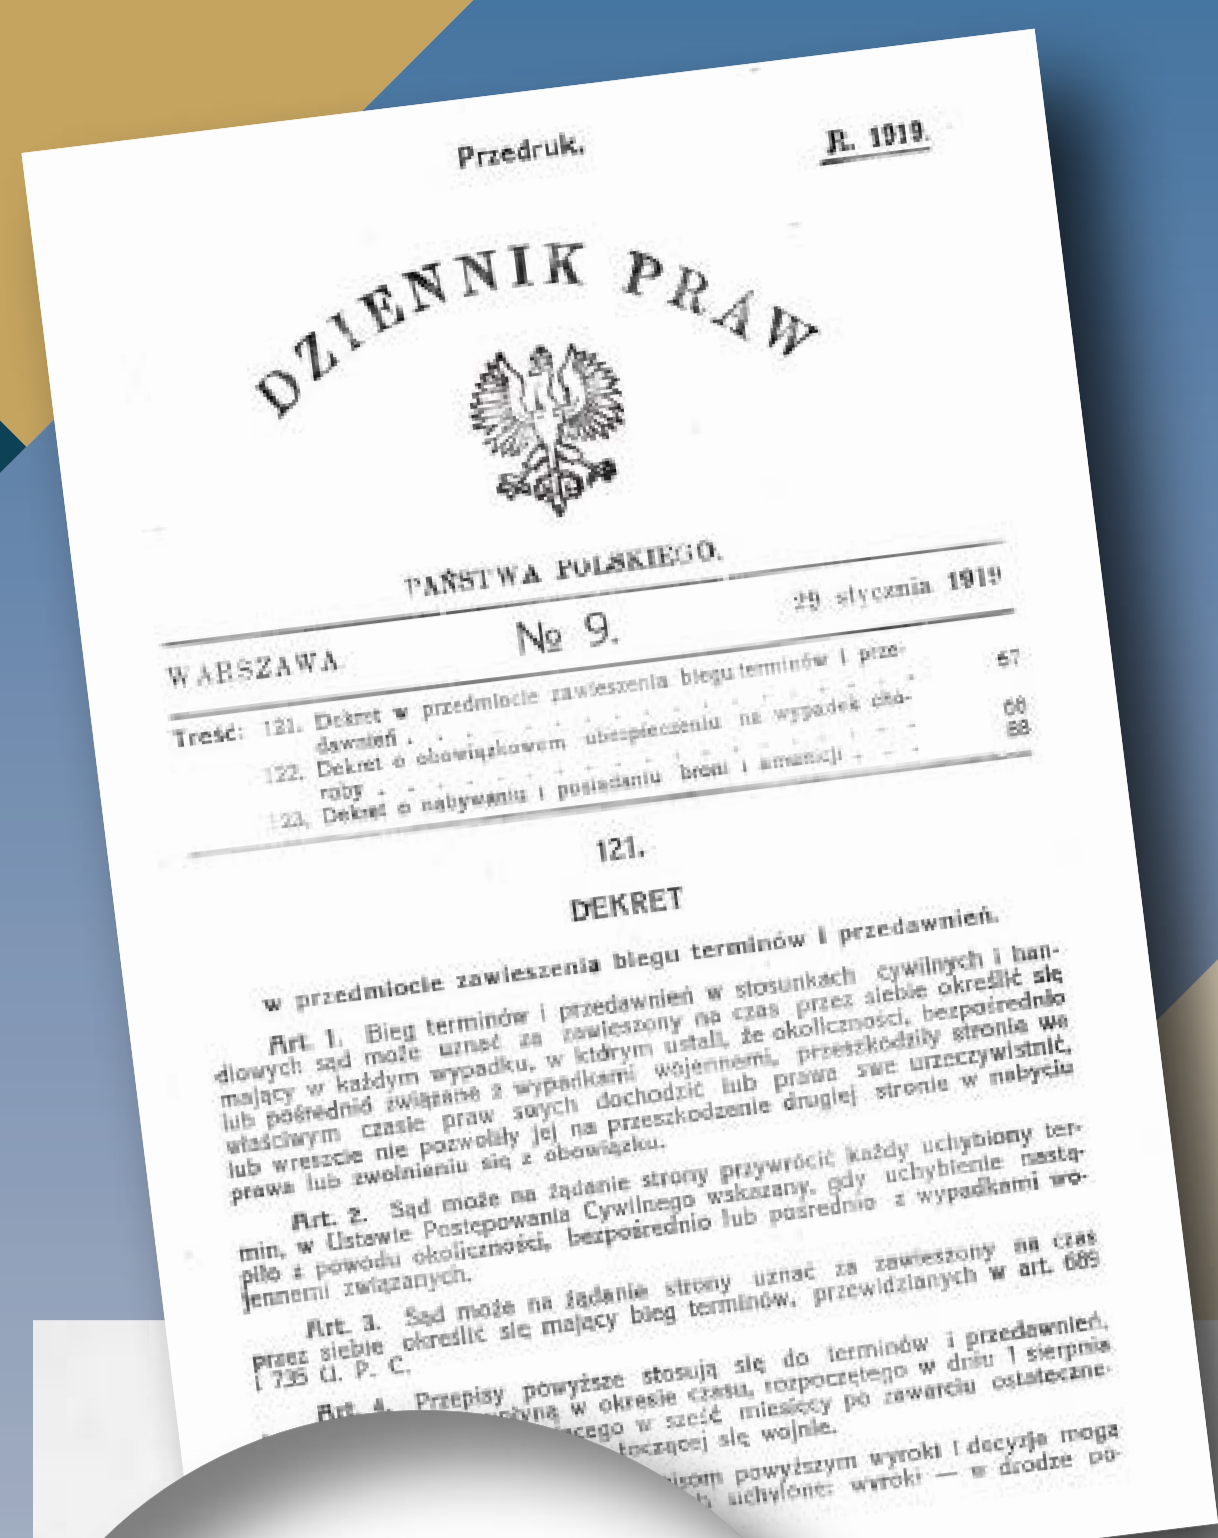 Przedruk.
R. 1919.
DZIENNIK PRAW
PAŃSTWA POLSKIEGO.
WARSZAWA.
№ 9.
29 stycznia 1919
Treść: 121. Dekret w przedmiocie zawieszenia biegu terminów i prze-
dawnień . . . . . . . . . . . . 67
122. Dekret o obowiązkowem ubezpieczeniu na wypadek cho-
roby . . . . . . . . . . . . . 68
123. Dekret o nabywaniu i posiadaniu broni i amunicji . . . 88
121.
DEKRET
w przedmiocie zawieszenia biegu terminów i przedawnień.
Art. 1. Bieg terminów i przedawnień w stosunkach cywilnych i han-
dlowych sąd może uznać za zawieszony na czas przez siebie określić się
mający w każdym wypadku, w którym ustali, że okoliczności, bezpośrednio
lub pośrednio związane z wypadkami wojennemi, przeszkodziły stronie we
właściwym czasie praw swych dochodzić lub prawa swe urzeczywistnić,
lub wreszcie nie pozwoliły jej na przeszkodzenie drugiej stronie w nabyciu
prawa lub zwolnieniu się z obowiązku.
Art. 2. Sąd może na żądanie strony przywrócić każdy uchybiony ter-
min, w Ustawie Postępowania Cywilnego wskazany, gdy uchybienie nastą-
piło z powodu okoliczności, bezpośrednio lub pośrednio z wypadkami wo-
jennemi związanych.
Art. 3. Sąd może na żądanie strony uznać za zawieszony na czas
przez siebie określić się mający bieg terminów, przewidzianych w art. 689
i 735 U. P. C.
Art. 4. Przepisy powyższe stosują się do terminów i przedawnień,
w okresie czasu, rozpoczętego w dniu 1 sierpnia
w sześć miesięcy po zawarciu ostateczne-
toczącej się wojnie.
powyższym wyroki i decyzje mogą
uchylone: wyroki — w drodze po-